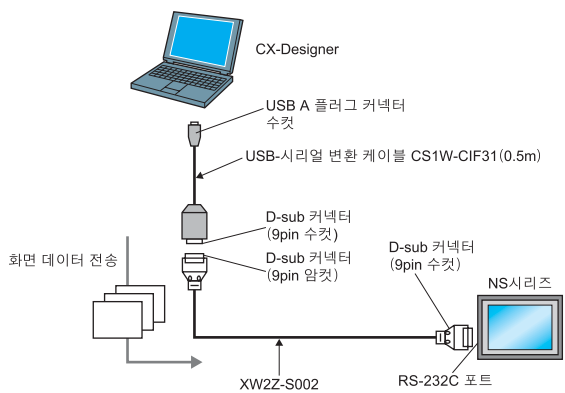 CX-Designer
USB A 플러그 커넥터
수컷
USB-시리얼 변환 케이블 CS1W-CIF31(0.5m)
D-sub 커넥터
(9pin 수컷)
D-sub 커넥터
(9pin 암컷)
화면 데이터 전송
D-sub 커넥터
(9pin 수컷)
NS시리즈
XW2Z-S002
RS-232C 포트